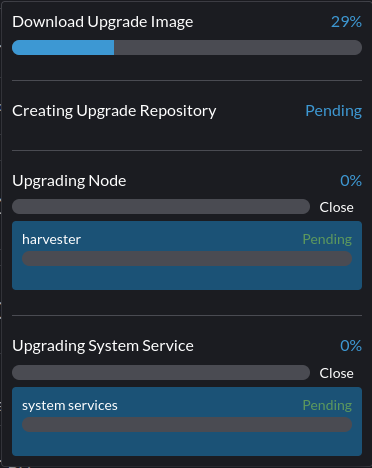 Download Upgrade Image 29%
Creating Upgrade Repository Pending
Upgrading Node 0%
Close
harvester Pending
Upgrading System Service 0%
Close
system services Pending